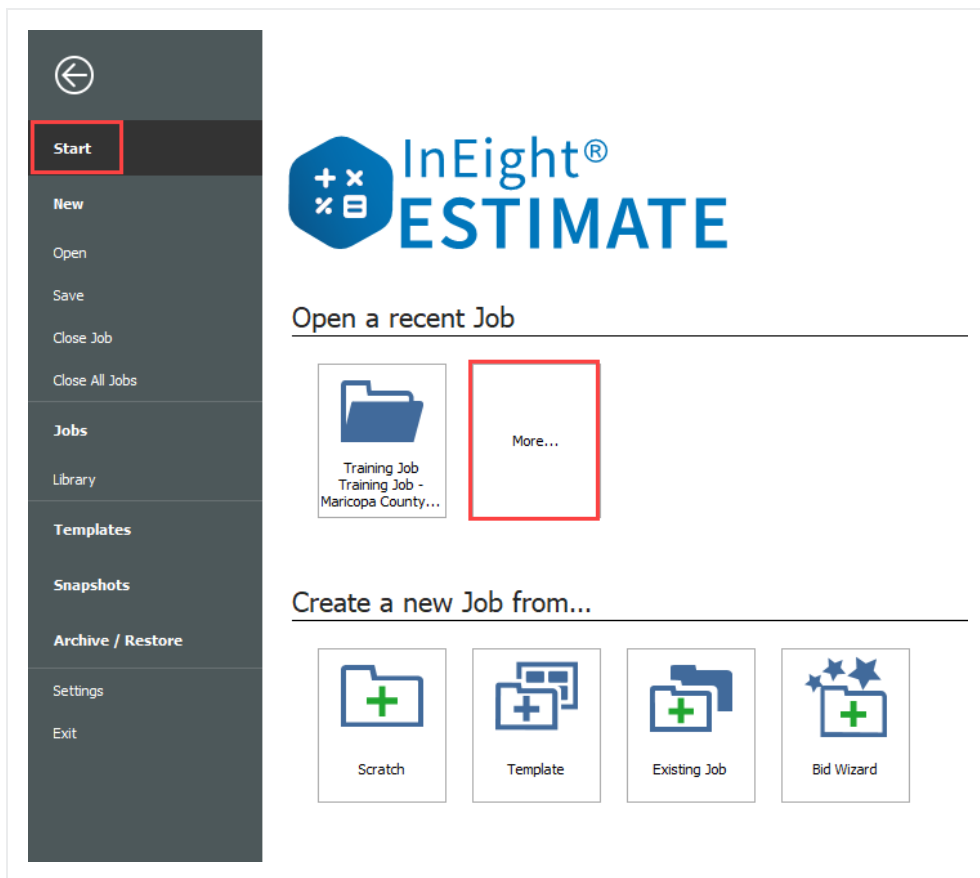 Start
New
Open
Save
Close Job
Close All Jobs
Jobs
Library
Templates
Snapshots
Archive / Restore
Settings
Exit
InEight®
ESTIMATE
Open a recent Job
Training Job
Training Job -
Maricopa County...
More...
Create a new Job from...
Scratch
Template
Existing Job
Bid Wizard